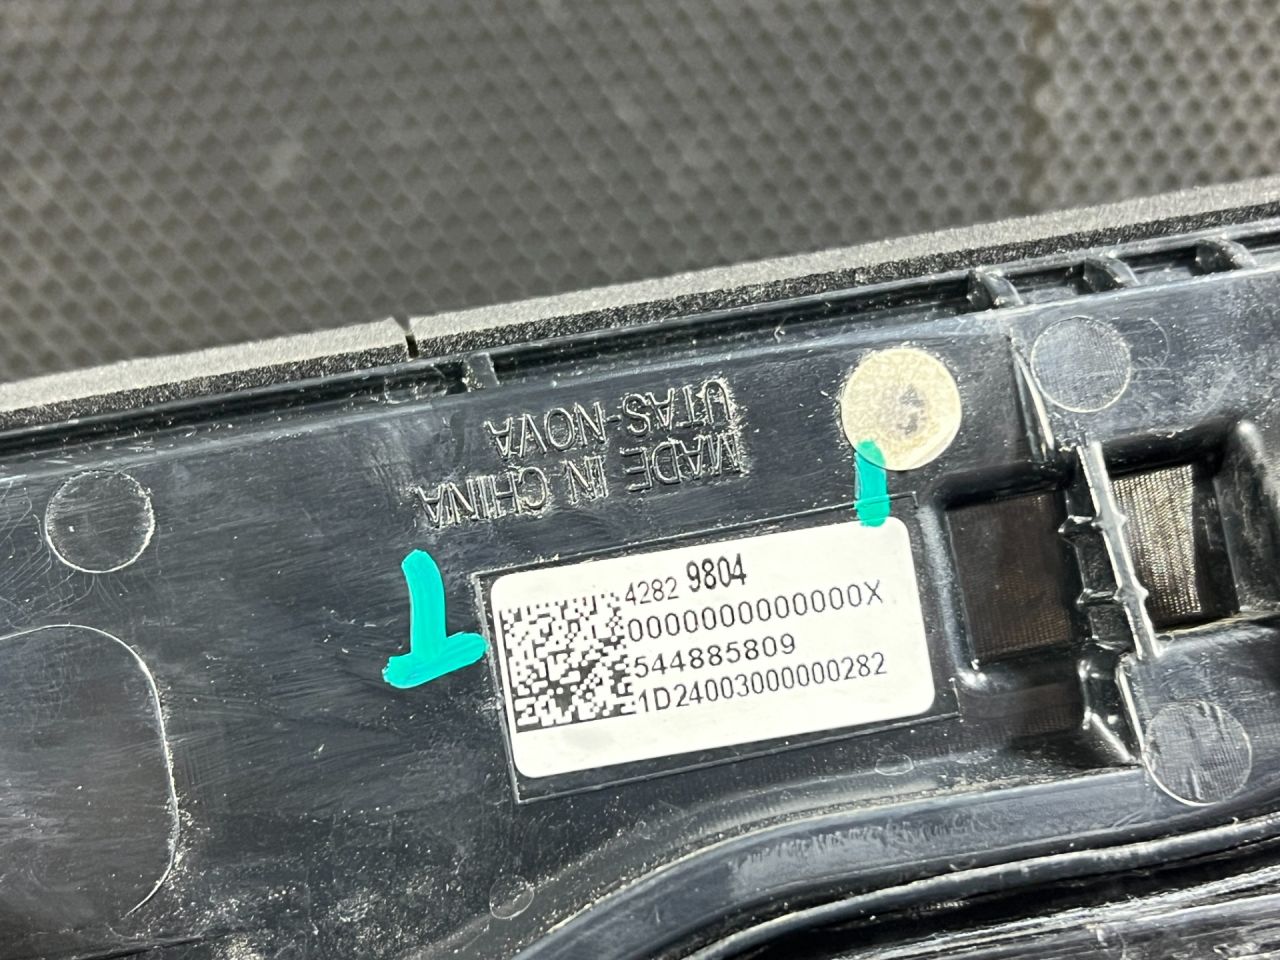 MADE IN CHINA
UTAS-NOVA
4282 9804
0000000000000X
544885809
1D24003000000282